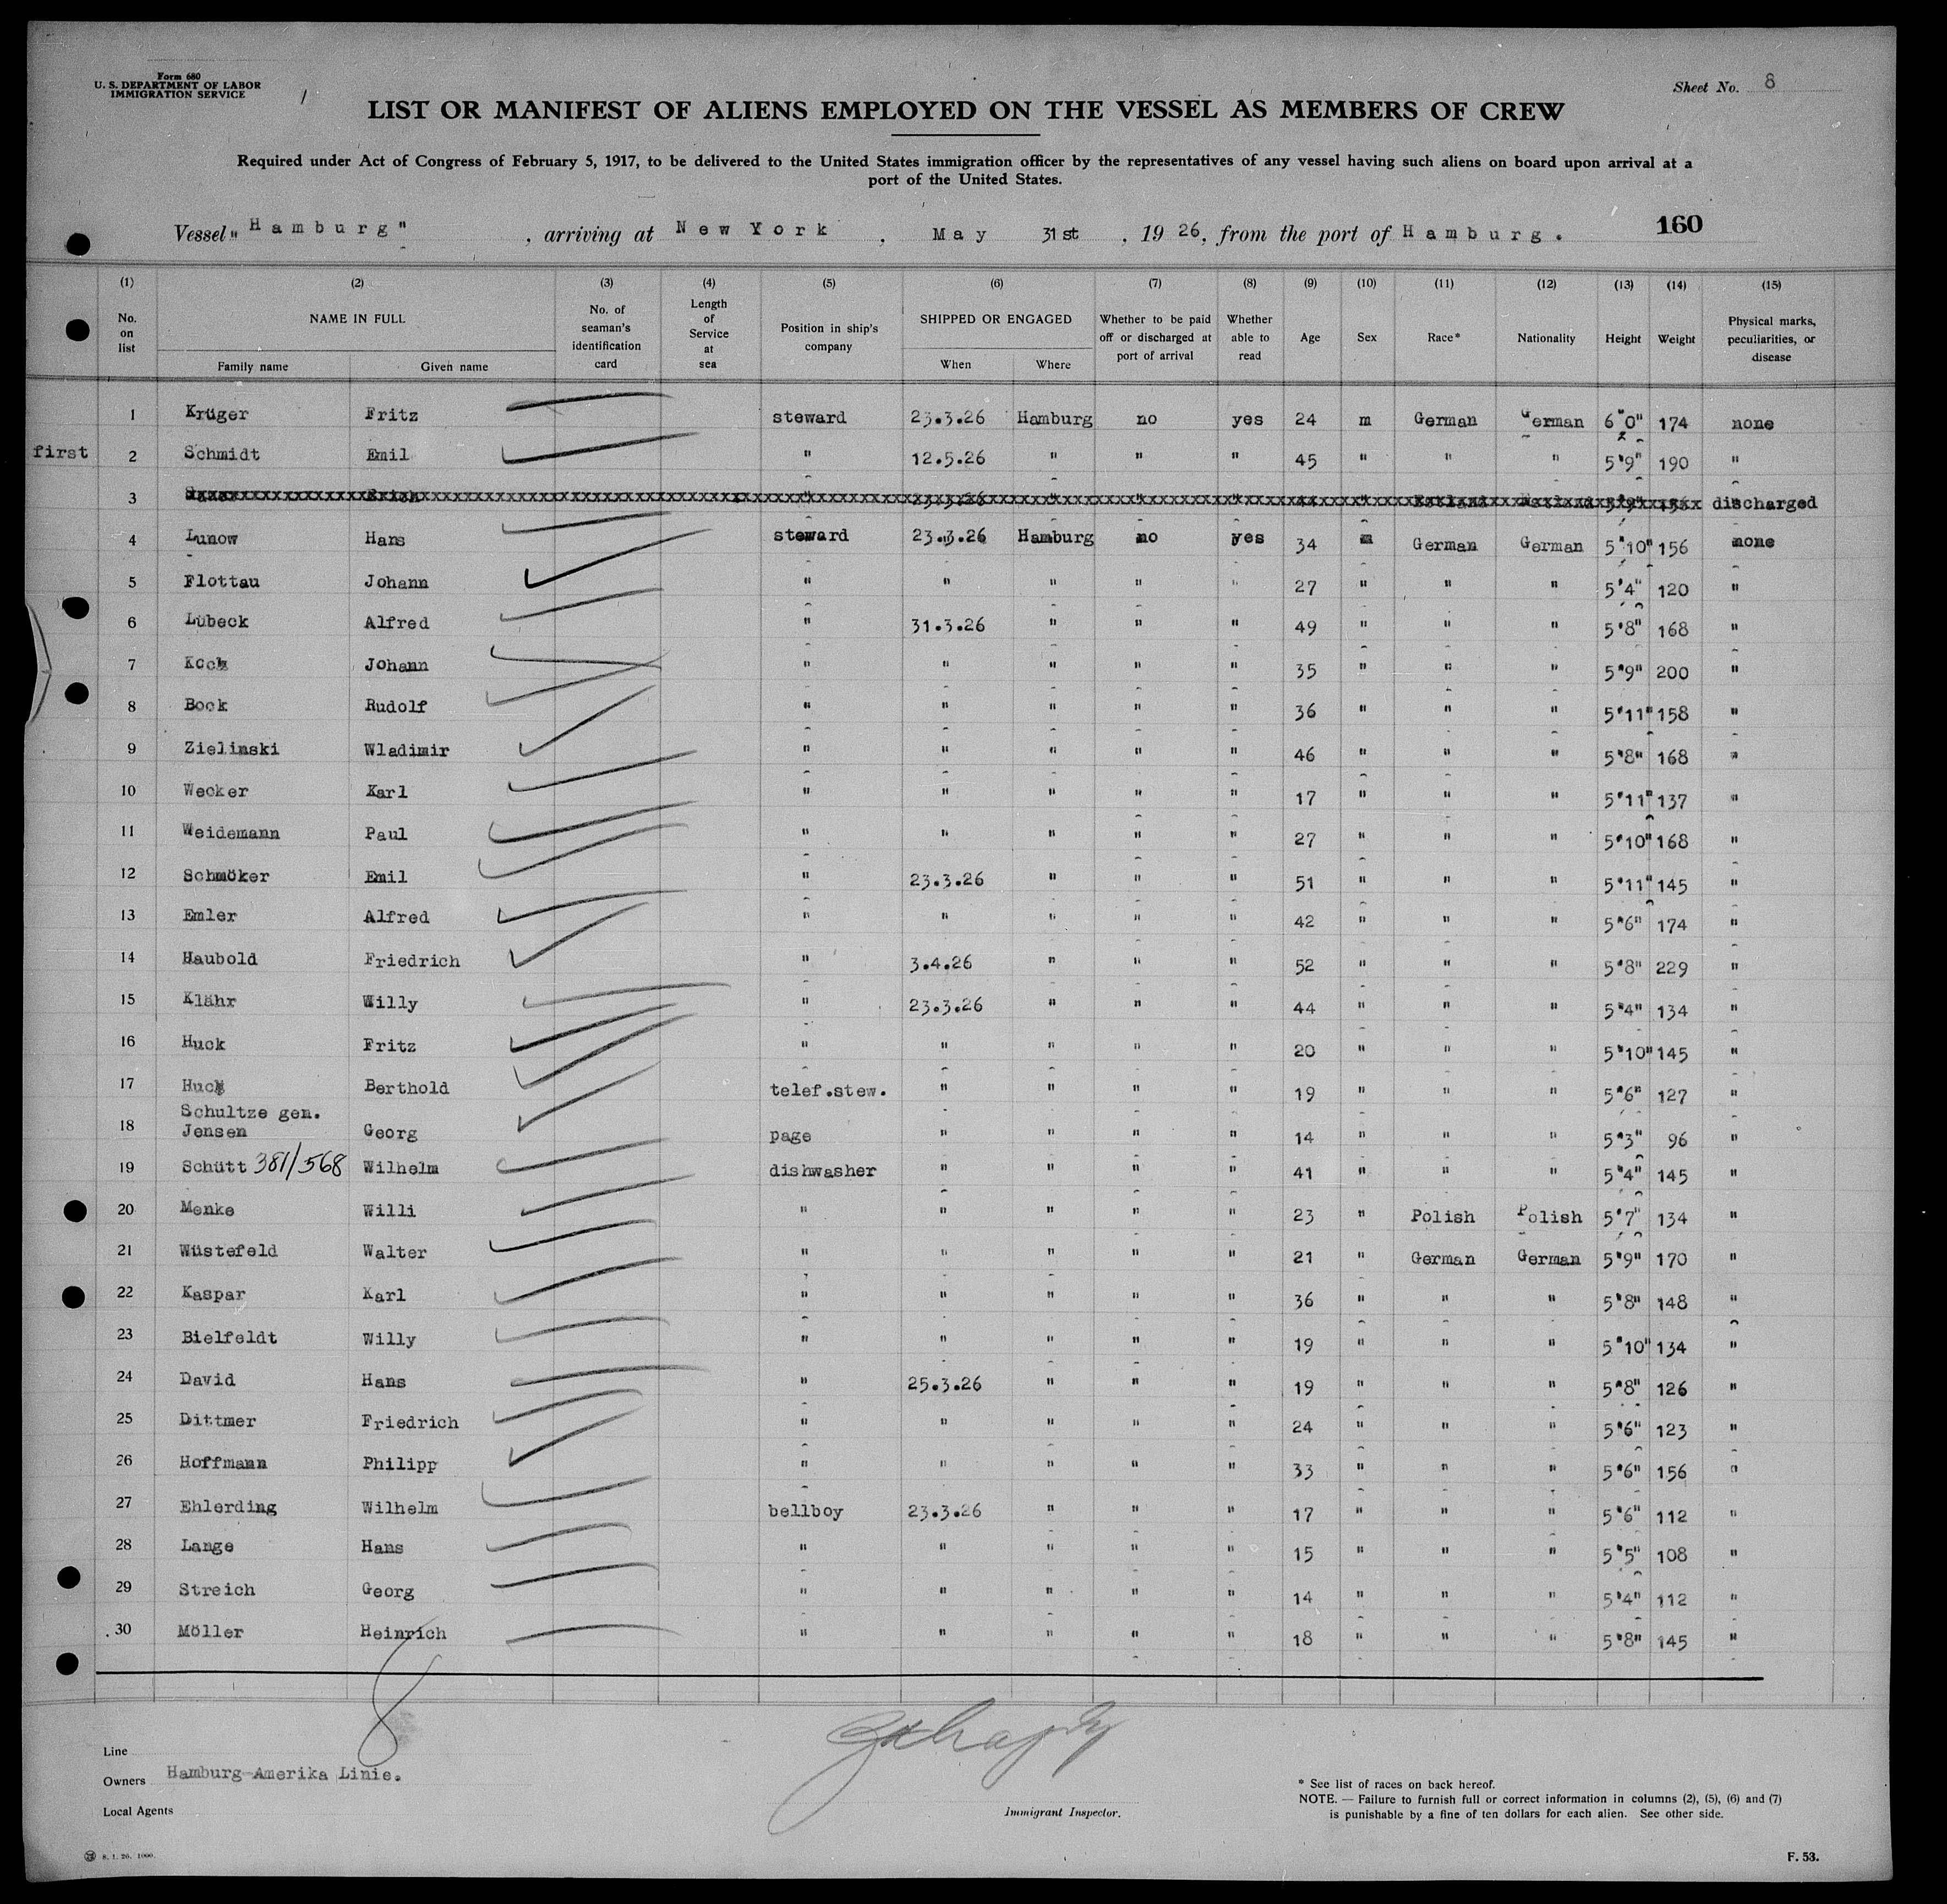 Form 680
U. S. DEPARTMENT OF LABOR
IMMIGRATION SERVICE
Sheet No. 8
LIST OR MANIFEST OF ALIENS EMPLOYED ON THE VESSEL AS MEMBERS OF CREW
Required under Act of Congress of February 5, 1917, to be delivered to the United States immigration officer by the representatives of any vessel having such aliens on board upon arrival at a
port of the United States.
Vessel "Hamburg", arriving at New York, May 31st, 1926, from the port of Hamburg. 160
(1) (2) (3) (4) (5) (6) (7) (8) (9) (10) (11) (12) (13) (14) (15)
No. on list NAME IN FULL Family name Given name No. of seaman's identification card Length of Service at sea Position in ship's company SHIPPED OR ENGAGED When Where Whether to be paid off or discharged at port of arrival Whether able to read Age Sex Race* Nationality Height Weight Physical marks, peculiarities, or disease
1 Krüger Fritz steward 23.3.26 Hamburg no yes 24 m German German 6'0" 174 none
first 2 Schmidt Emil " 12.5.26 " " " 45 " " " 5'9" 190 "
3 Erich discharged
4 Lunow Hans steward 23.3.26 Hamburg no yes 34 m German German 5'10" 156 none
5 Flottau Johann " " " " " 27 " " " 5'4" 120 "
6 Lübeck Alfred " 31.3.26 " " " 49 " " " 5'8" 168 "
7 Koch Johann " " " " " 35 " " " 5'9" 200 "
8 Bock Rudolf " " " " " 36 " " " 5'11" 158 "
9 Zielinski Wladimir " " " " " 46 " " " 5'8" 168 "
10 Wecker Karl " " " " " 17 " " " 5'11" 137 "
11 Weidemann Paul " " " " " 27 " " " 5'10" 168 "
12 Schmöker Emil " 23.3.26 " " " 51 " " " 5'11" 145 "
13 Emler Alfred " " " " " 42 " " " 5'6" 174 "
14 Haubold Friedrich " 3.4.26 " " " 52 " " " 5'8" 229 "
15 Klähr Willy " 23.3.26 " " " 44 " " " 5'4" 134 "
16 Huck Fritz " " " " " 20 " " " 5'10" 145 "
17 Huck Berthold telef.stew. " " " " 19 " " " 5'6" 127 "
18 Schultze gen. Jensen Georg page " " " " 14 " " " 5'3" 96 "
19 Schütt 381/568 Wilhelm dishwasher " " " " 41 " " " 5'4" 145 "
20 Menke Willi " " " " " 23 " Polish Polish 5'7" 134 "
21 Wüstefeld Walter " " " " " 21 " German German 5'9" 170 "
22 Kaspar Karl " " " " " 36 " " " 5'8" 148 "
23 Bielfeldt Willy " " " " " 19 " " " 5'10" 134 "
24 David Hans " 25.3.26 " " " 19 " " " 5'8" 126 "
25 Dittmer Friedrich " " " " " 24 " " " 5'6" 123 "
26 Hoffmann Philipp " " " " " 33 " " " 5'6" 156 "
27 Ehlerding Wilhelm bellboy 23.3.26 " " " 17 " " " 5'6" 112 "
28 Lange Hans " " " " " 15 " " " 5'5" 108 "
29 Streich Georg " " " " " 14 " " " 5'4" 112 "
30 Möller Heinrich " " " " " 18 " " " 5'8" 145 "
8
Line
Owners Hamburg-Amerika Linie.
Local Agents
Immigrant Inspector.
* See list of races on back hereof.
NOTE. — Failure to furnish full or correct information in columns (2), (5), (6) and (7)
is punishable by a fine of ten dollars for each alien. See other side.
8. 1. 26. 1000.
F. 53.